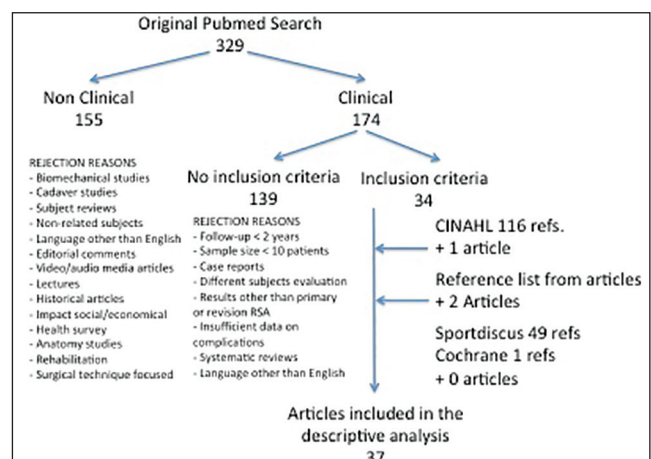 Original Pubmed Search
329
Non Clinical
155
Clinical
174
REJECTION REASONS
- Biomechanical studies
- Cadaver studies
- Subject reviews
- Non-related subjects
- Language other than English
- Editorial comments
- Video/audio media articles
- Lectures
- Historical articles
- Impact social/economical
- Health survey
- Anatomy studies
- Rehabilitation
- Surgical technique focused
No inclusion criteria
139
REJECTION REASONS
- Follow-up < 2 years
- Sample size < 10 patients
- Case reports
- Different subjects evaluation
- Results other than primary
or revision RSA
- Insufficient data on
complications
- Systematic reviews
- Language other than English
Inclusion criteria
34
CINAHL 116 refs.
+ 1 article
Reference list from articles
+ 2 Articles
Sportdiscus 49 refs
Cochrane 1 refs
+ 0 articles
Articles included in the
descriptive analysis
37